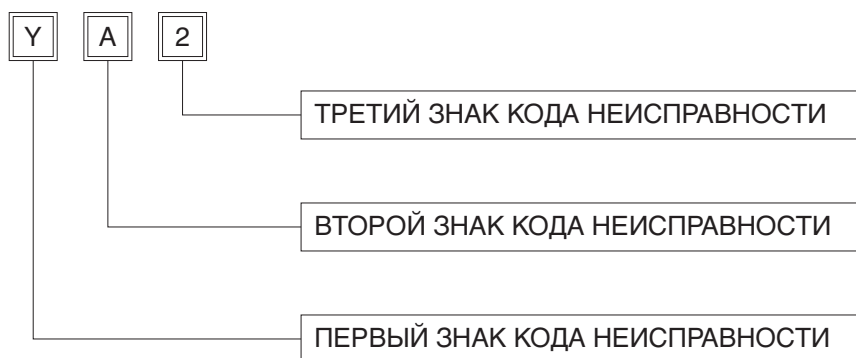 Y A 2
ТРЕТИЙ ЗНАК КОДА НЕИСПРАВНОСТИ
ВТОРОЙ ЗНАК КОДА НЕИСПРАВНОСТИ
ПЕРВЫЙ ЗНАК КОДА НЕИСПРАВНОСТИ